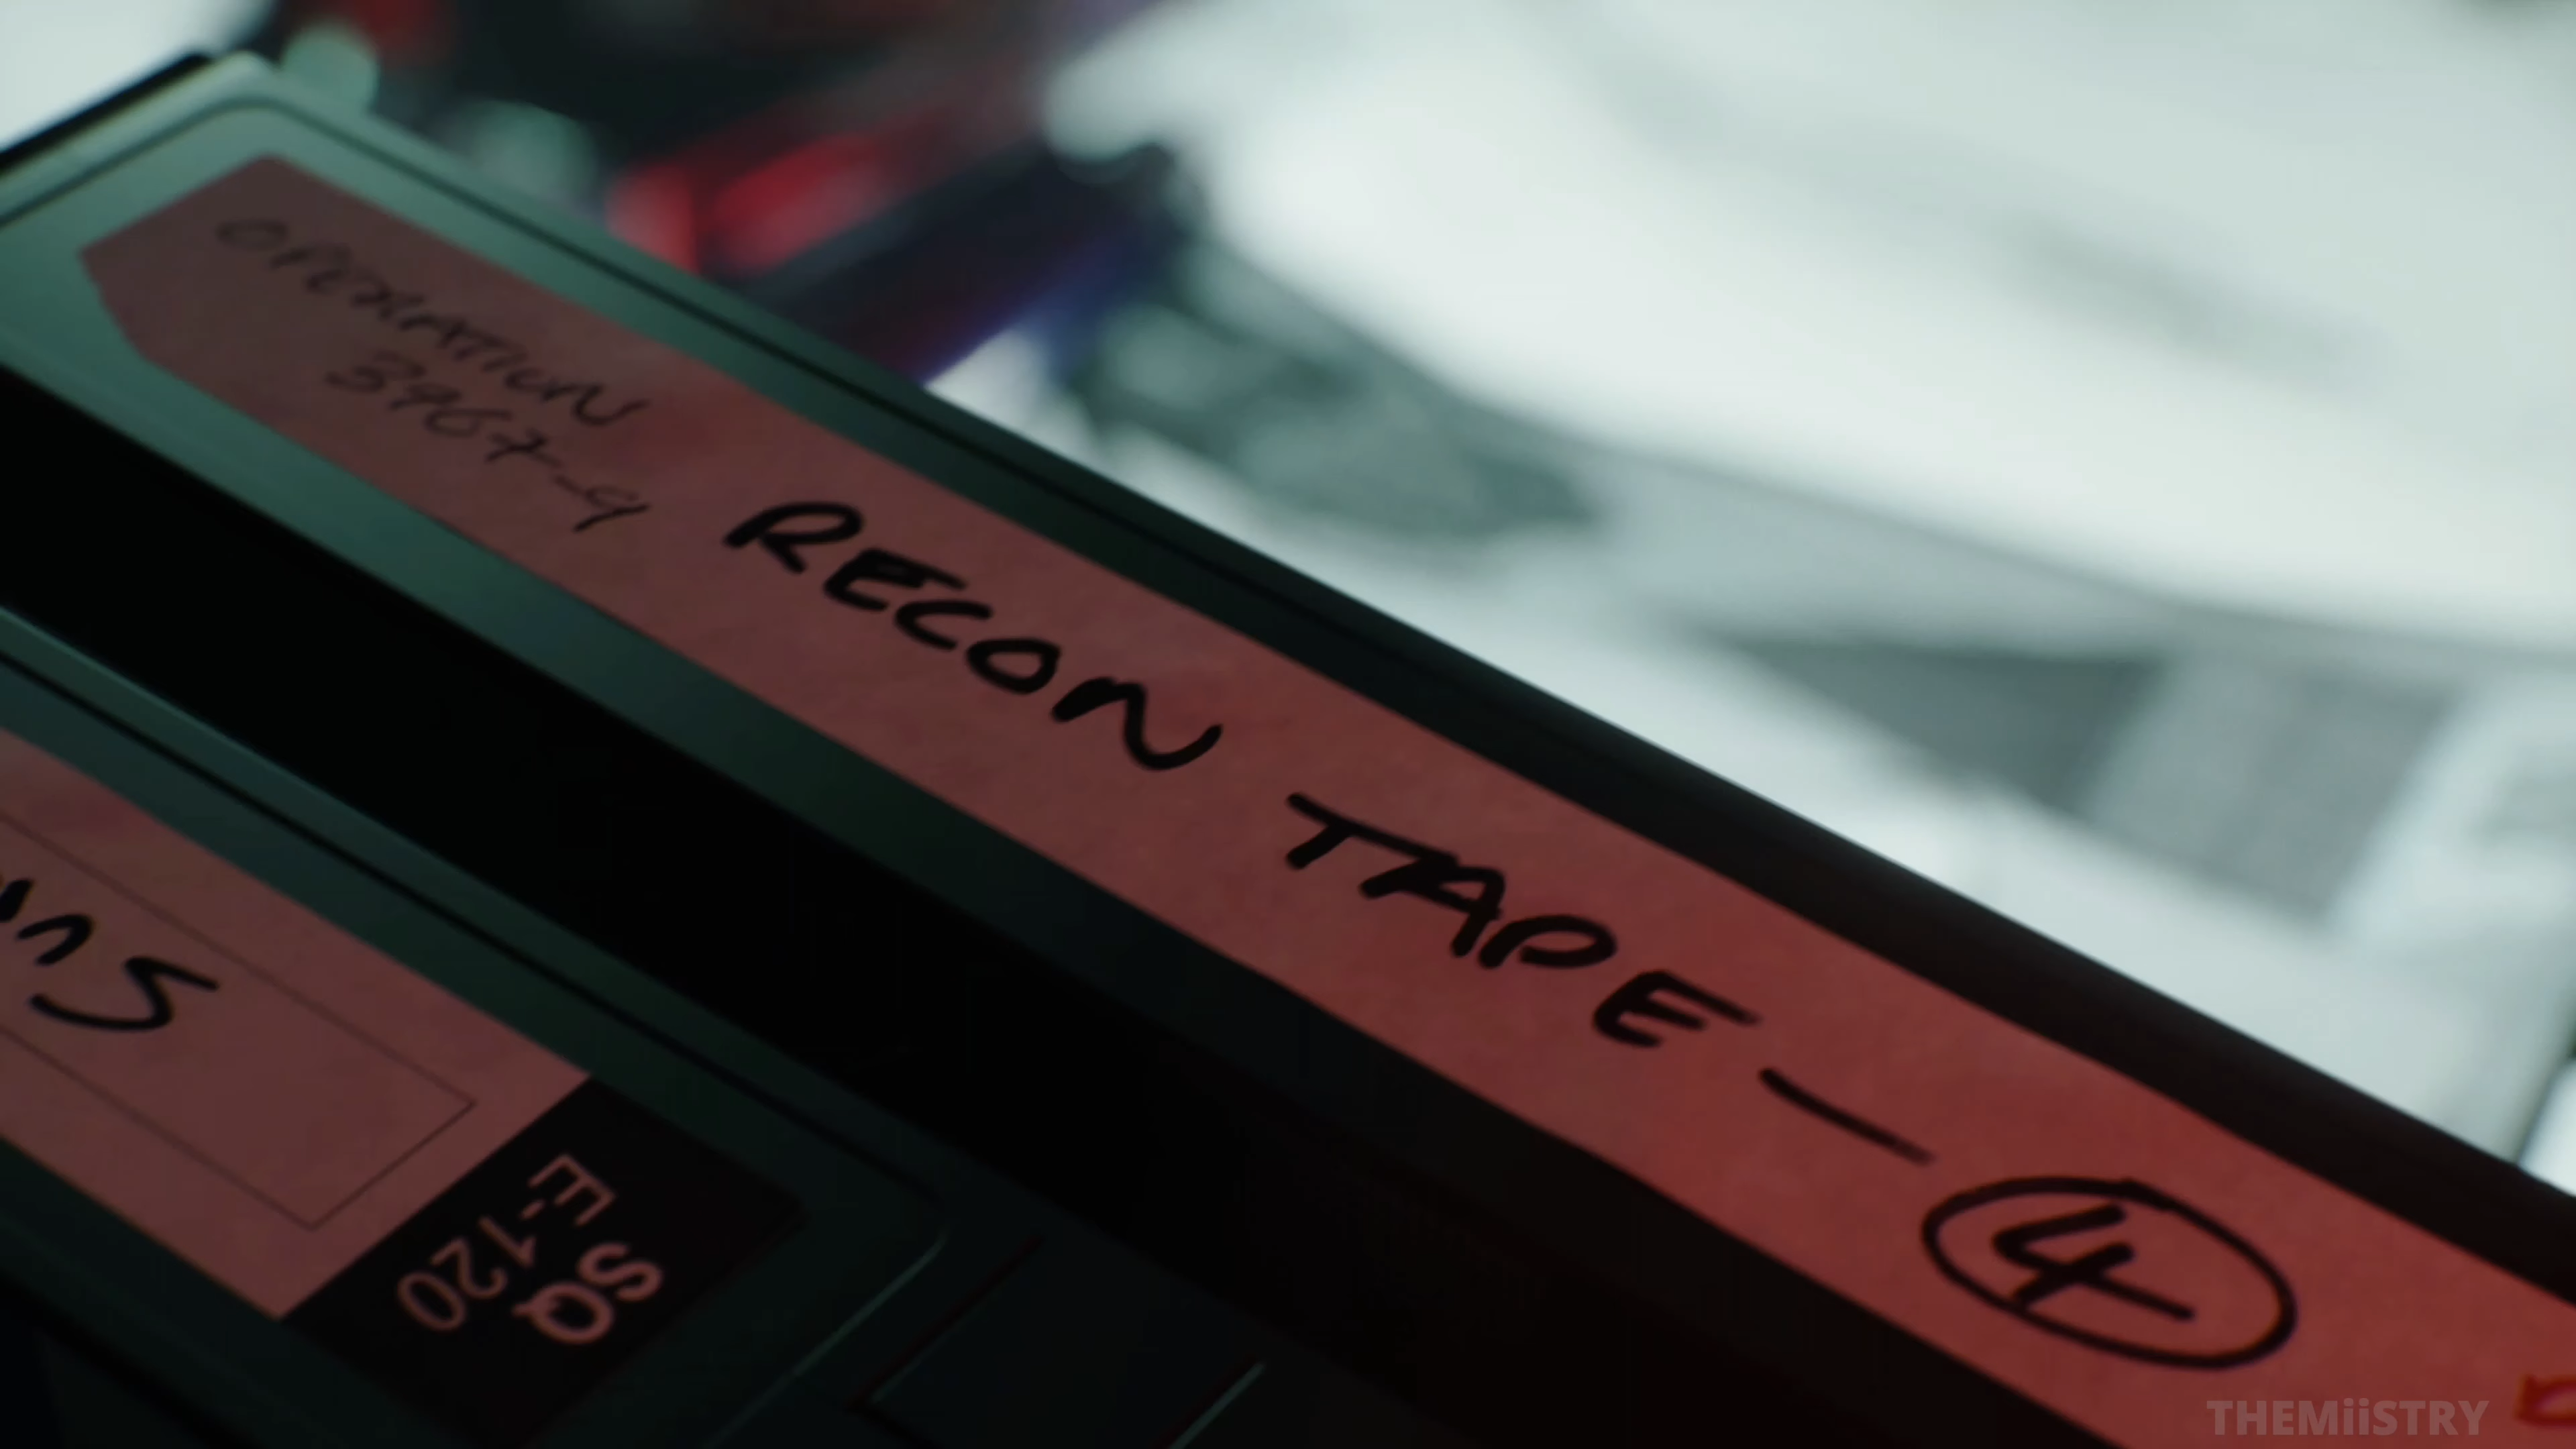 OPERATION
3967-9
RECON TAPE — 4
SQ
E-120
THEMiiSTRY